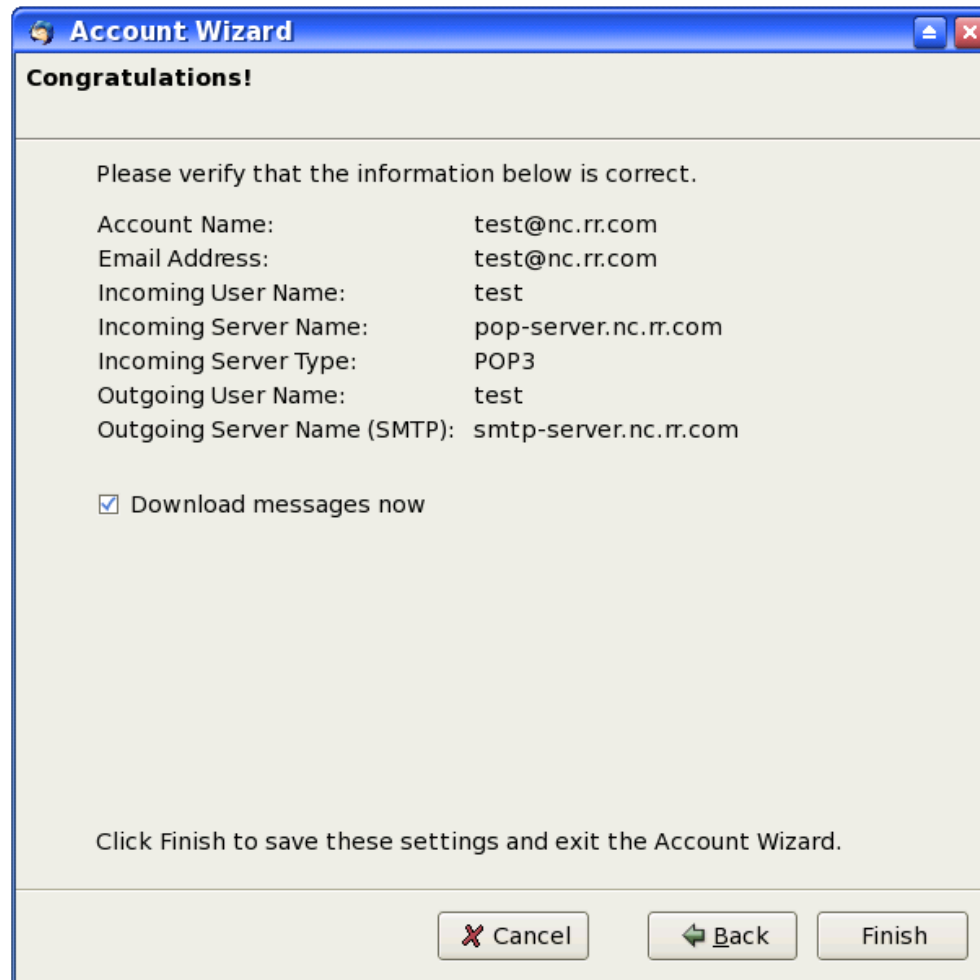 Account Wizard
Congratulations!
Please verify that the information below is correct.
Account Name: test@nc.rr.com
Email Address: test@nc.rr.com
Incoming User Name: test
Incoming Server Name: pop-server.nc.rr.com
Incoming Server Type: POP3
Outgoing User Name: test
Outgoing Server Name (SMTP): smtp-server.nc.rr.com
Download messages now
Click Finish to save these settings and exit the Account Wizard.
Cancel Back Finish